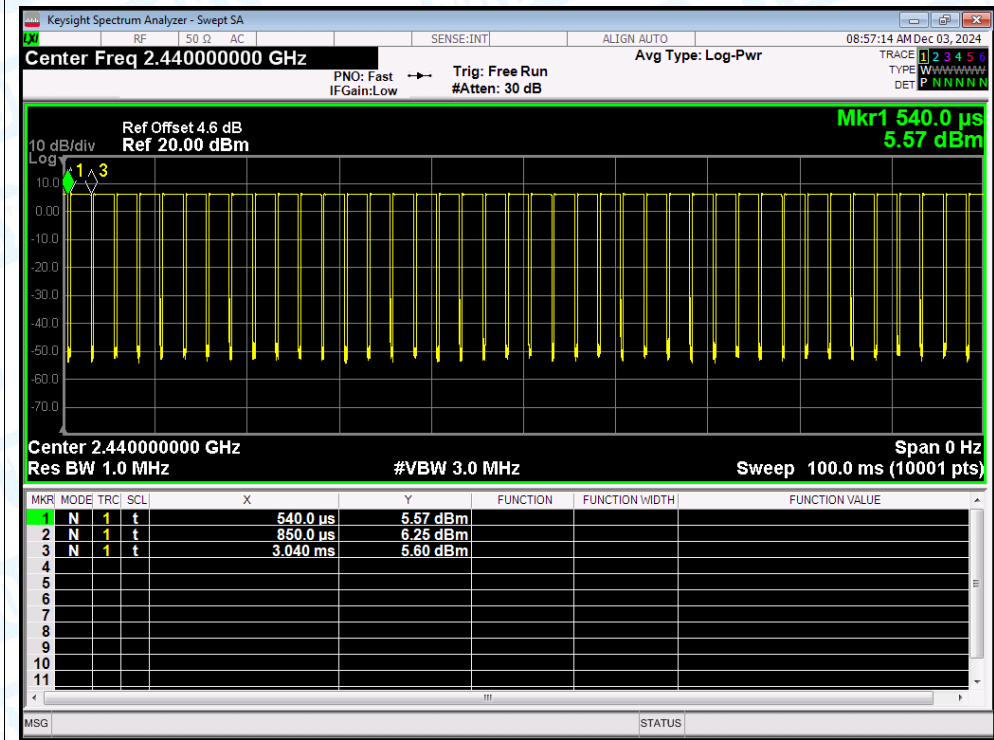 Keysight Spectrum Analyzer - Swept SA
LXI RF 50 Ω AC SENSE:INT ALIGN AUTO 08:57:14 AM Dec 03, 2024
Center Freq 2.440000000 GHz Avg Type: Log-Pwr TRACE 1 2 3 4 5 6
PNO: Fast Trig: Free Run TYPE WWWWWW
IFGain:Low #Atten: 30 dB DET P N N N N N
Mkr1 540.0 µs
5.57 dBm
Ref Offset 4.6 dB
10 dB/div Ref 20.00 dBm
Log
1 3
10.0
0.00
-10.0
-20.0
-30.0
-40.0
-50.0
-60.0
-70.0
Center 2.440000000 GHz Span 0 Hz
Res BW 1.0 MHz #VBW 3.0 MHz Sweep 100.0 ms (10001 pts)
MKR MODE TRC SCL X Y FUNCTION FUNCTION WIDTH FUNCTION VALUE
1 N 1 t 540.0 µs 5.57 dBm
2 N 1 t 850.0 µs 6.25 dBm
3 N 1 t 3.040 ms 5.60 dBm
4
5
6
7
8
9
10
11
MSG STATUS